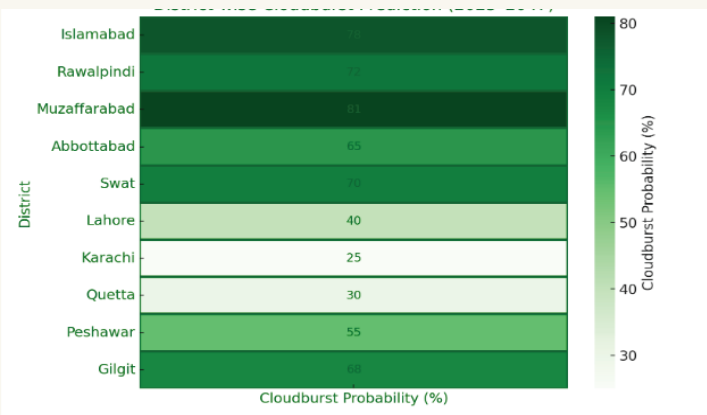 Islamabad 78
Rawalpindi 72
Muzaffarabad 81
Abbottabad 65
Swat 70
Lahore 40
Karachi 25
Quetta 30
Peshawar 55
Gilgit 68
District
Cloudburst Probability (%)
80
70
60
50
40
30
Cloudburst Probability (%)